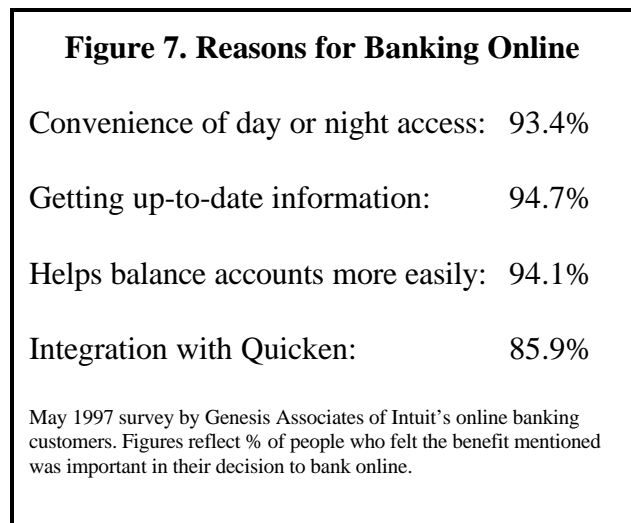 Figure 7. Reasons for Banking Online
Convenience of day or night access: 93.4%
Getting up-to-date information: 94.7%
Helps balance accounts more easily: 94.1%
Integration with Quicken: 85.9%
May 1997 survey by Genesis Associates of Intuit's online banking
customers. Figures reflect % of people who felt the benefit mentioned
was important in their decision to bank online.